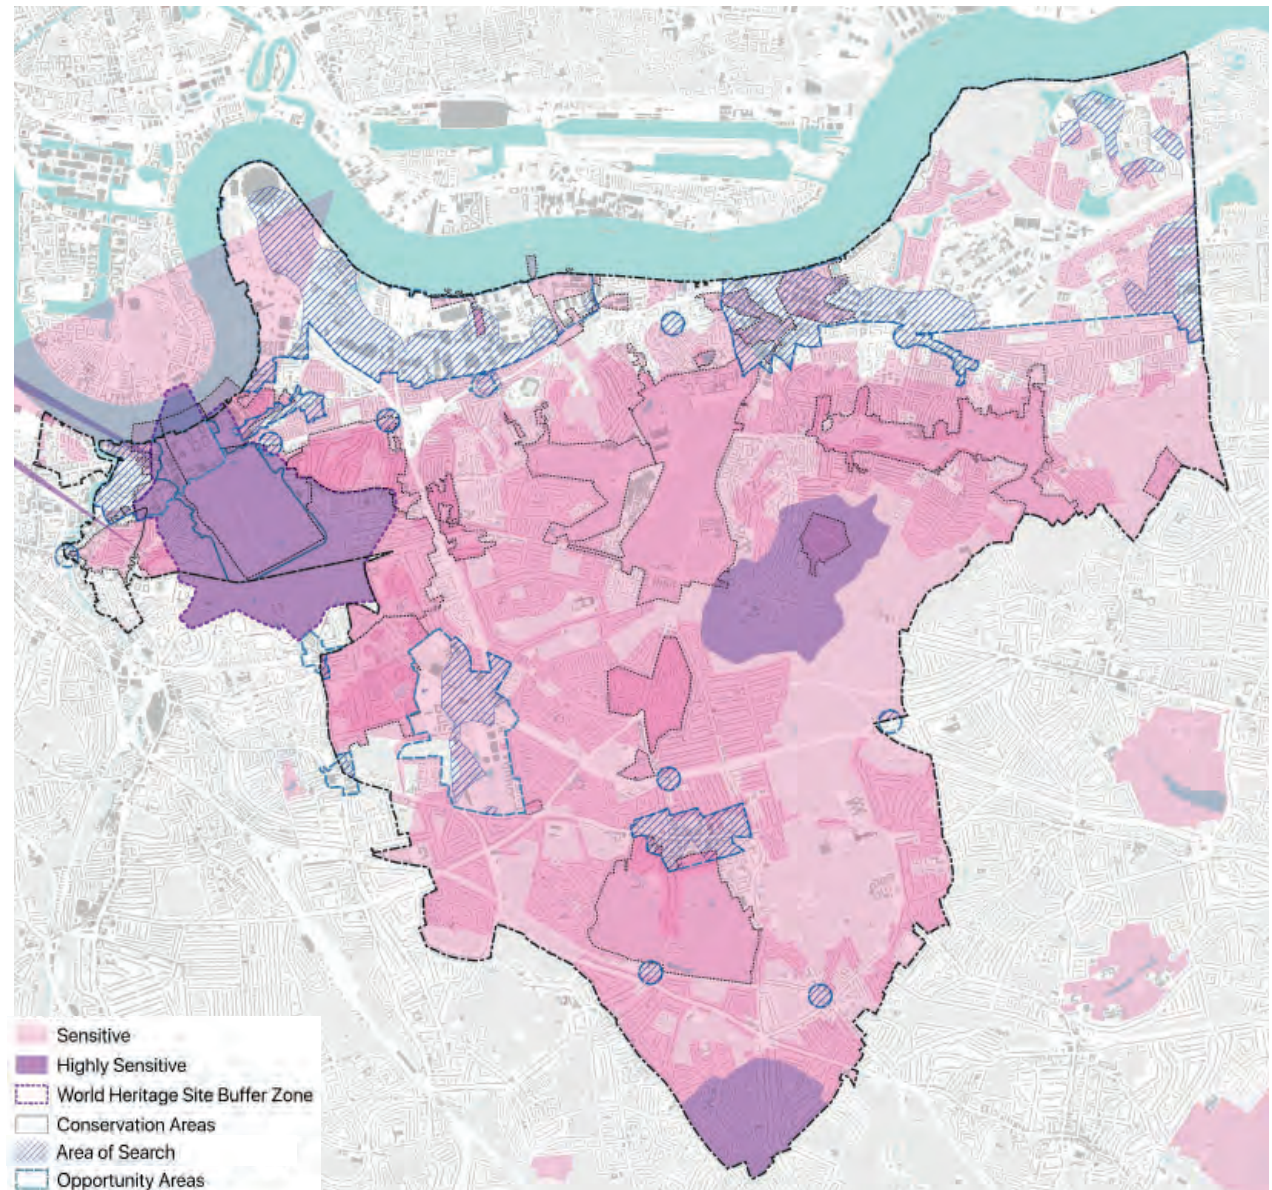 Sensitive
Highly Sensitive
World Heritage Site Buffer Zone
Conservation Areas
Area of Search
Opportunity Areas